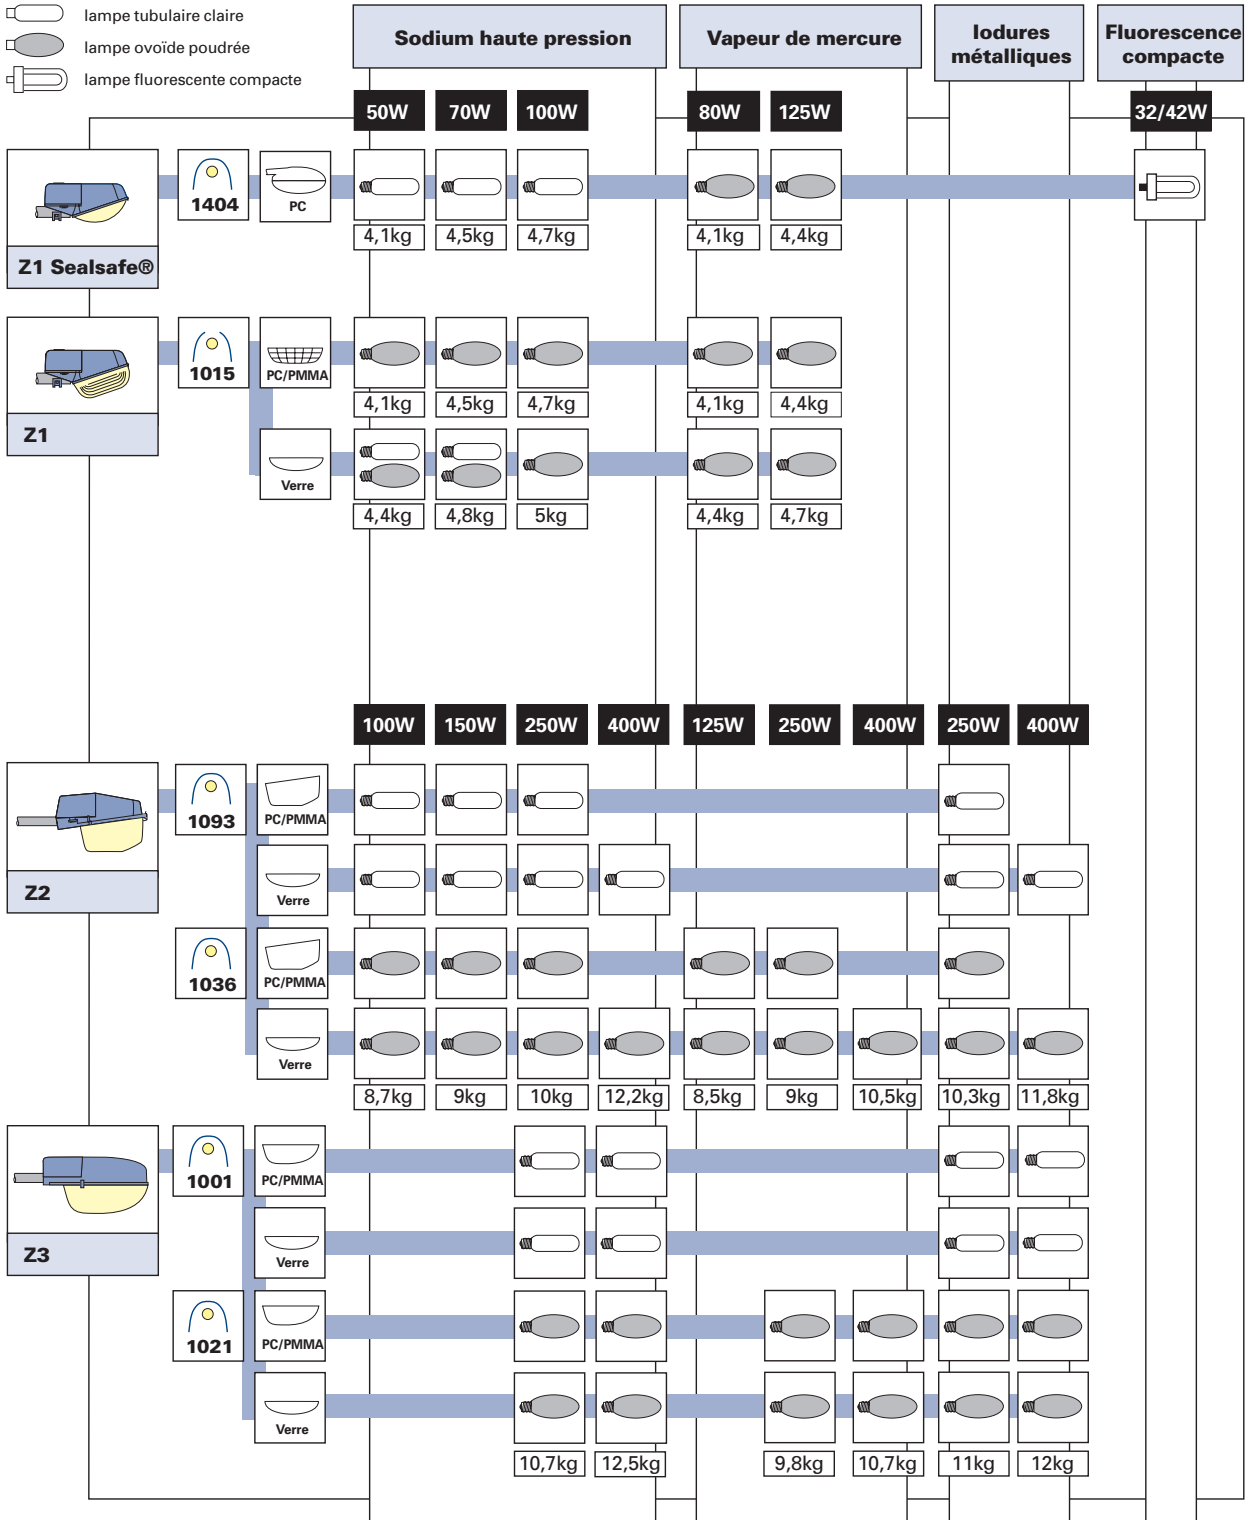 lampe tubulaire claire
lampe ovoïde poudrée
lampe fluorescente compacte
Sodium haute pression
Vapeur de mercure
Iodures
métalliques
Fluorescence
compacte
50W 70W 100W 80W 125W 32/42W
1404 PC
4,1kg 4,5kg 4,7kg 4,1kg 4,4kg
Z1 Sealsafe®
1015 PC/PMMA
4,1kg 4,5kg 4,7kg 4,1kg 4,4kg
Z1
Verre
4,4kg 4,8kg 5kg 4,4kg 4,7kg
100W 150W 250W 400W 125W 250W 400W 250W 400W
1093 PC/PMMA
Z2
Verre
1036 PC/PMMA
Verre
8,7kg 9kg 10kg 12,2kg 8,5kg 9kg 10,5kg 10,3kg 11,8kg
1001 PC/PMMA
Z3
Verre
1021 PC/PMMA
Verre
10,7kg 12,5kg 9,8kg 10,7kg 11kg 12kg